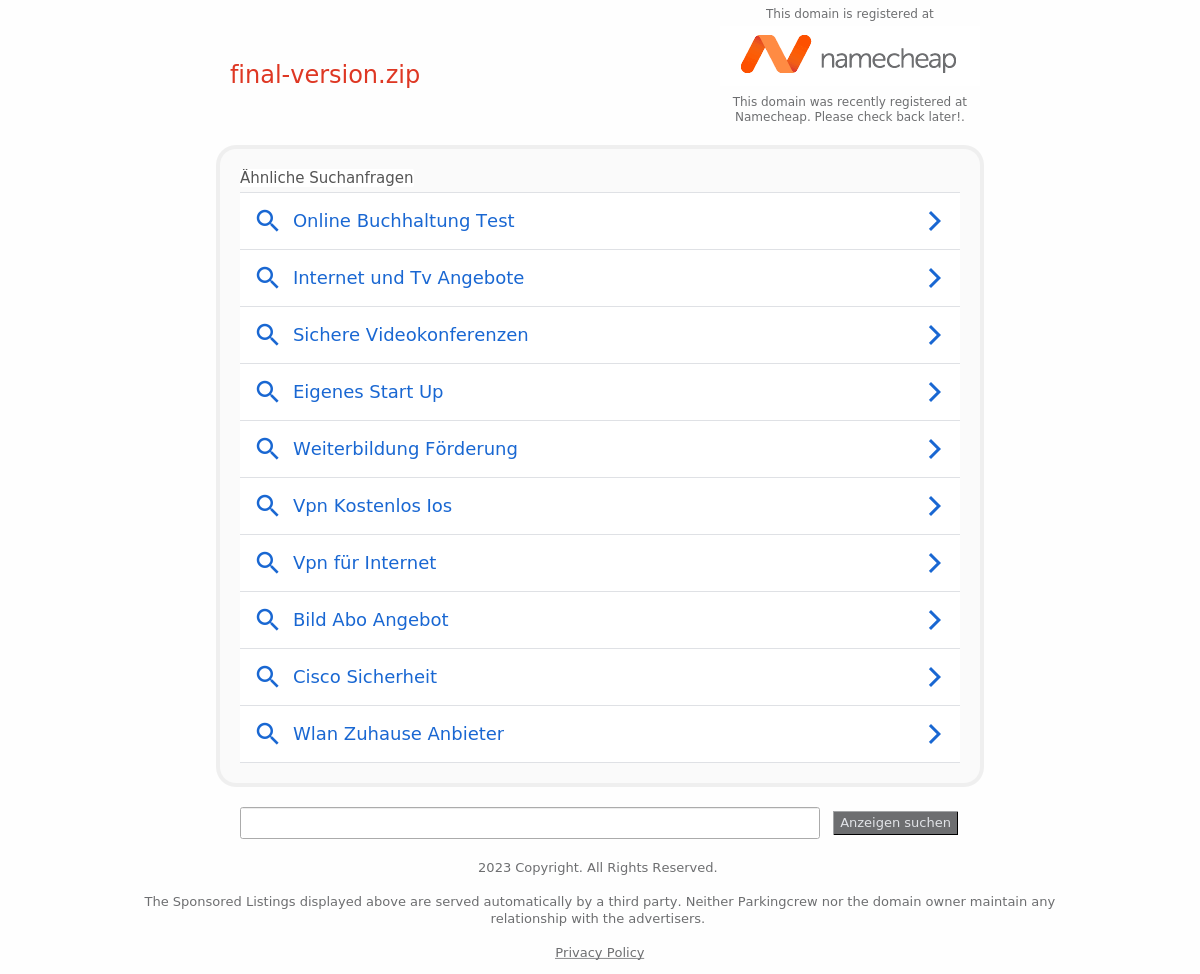 This domain is registered at
namecheap
final-version.zip
This domain was recently registered at
Namecheap. Please check back later!.
Ähnliche Suchanfragen
Online Buchhaltung Test
Internet und Tv Angebote
Sichere Videokonferenzen
Eigenes Start Up
Weiterbildung Förderung
Vpn Kostenlos Ios
Vpn für Internet
Bild Abo Angebot
Cisco Sicherheit
Wlan Zuhause Anbieter
Anzeigen suchen
2023 Copyright. All Rights Reserved.
The Sponsored Listings displayed above are served automatically by a third party. Neither Parkingcrew nor the domain owner maintain any
relationship with the advertisers.
Privacy Policy